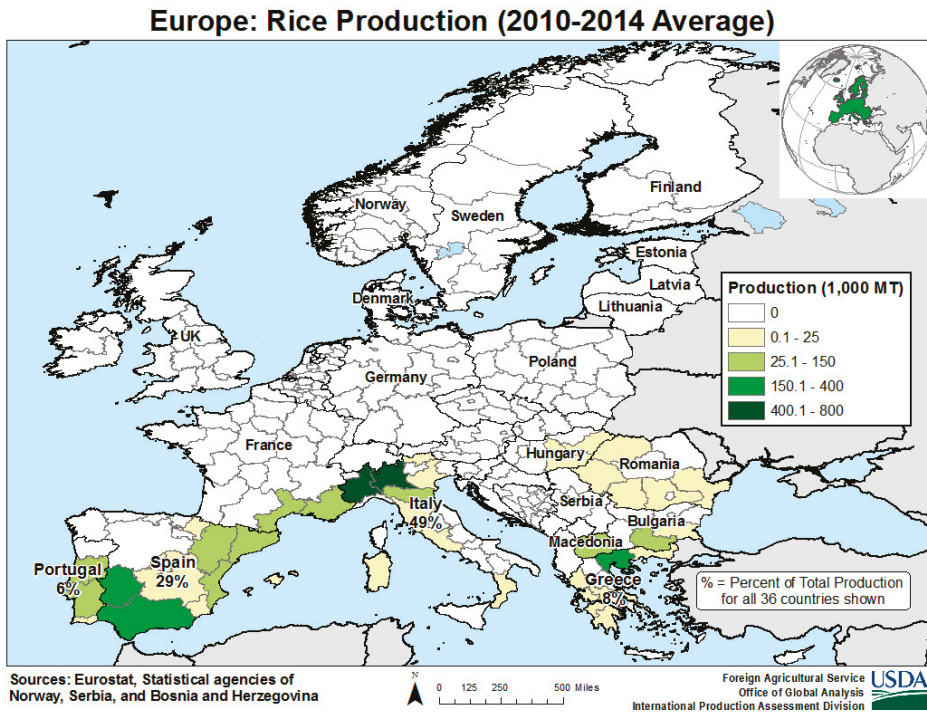 Europe: Rice Production (2010-2014 Average)
Finland
Norway
Sweden
Estonia
Latvia
Lithuania
Denmark
UK
Poland
Germany
France
Hungary
Romania
Serbia
Italy
49%
Bulgaria
Macedonia
Portugal
6%
Spain
29%
Greece
8%
Production (1,000 MT)
0
0.1 - 25
25.1 - 150
150.1 - 400
400.1 - 800
% = Percent of Total Production
for all 36 countries shown
Sources: Eurostat, Statistical agencies of
Norway, Serbia, and Bosnia and Herzegovina
N
0 125 250 500 Miles
Foreign Agricultural Service
Office of Global Analysis
International Production Assessment Division
USDA